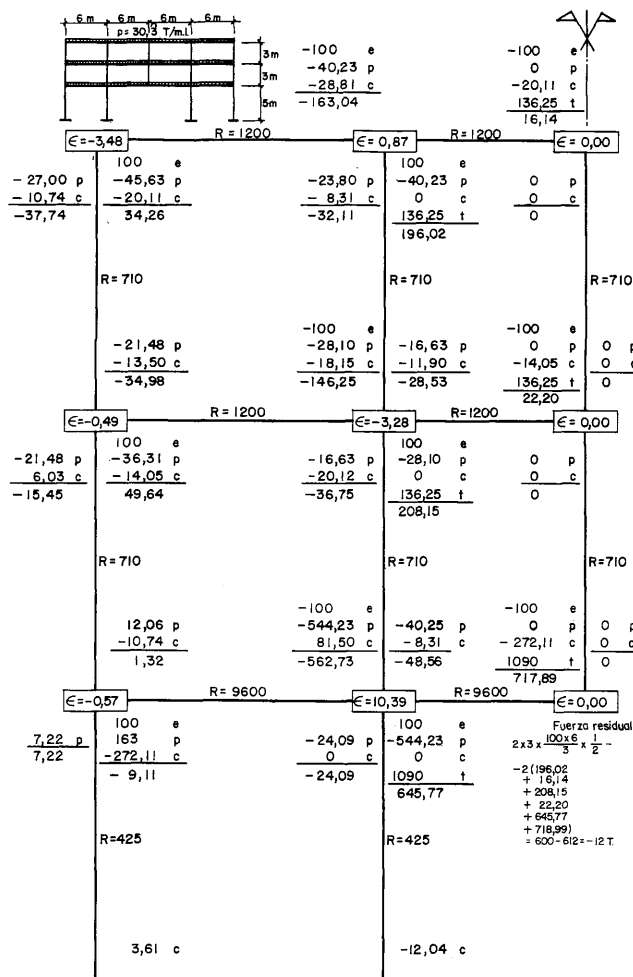 6 m 6 m 6 m 6 m
p = 30,3 T/m.l.
3m
3m
5m
-100 e
-40,23 p
-28,81 c
-163,04
-100 e
0 p
-20,11 c
136,25 t
16,14
ϵ=-3,48
R = 1200
ϵ= 0,87
R = 1200
ϵ= 0,00
-27,00 p
-10,74 c
-37,74
100 e
-45,63 p
-20,11 c
34,26
-23,80 p
-8,31 c
-32,11
100 e
-40,23 p
0 c
136,25 t
196,02
0 p
0 c
0
R=710
R=710
R=710
-21,48 p
-13,50 c
-34,98
-100 e
-28,10 p
-18,15 c
-146,25
-16,63 p
-11,90 c
-28,53
-100 e
0 p
-14,05 c
136,25 t
22,20
0 p
0 c
0
ϵ=-0,49
R = 1200
ϵ=-3,28
R = 1200
ϵ=0,00
-21,48 p
6,03 c
-15,45
100 e
-36,31 p
-14,05 c
49,64
-16,63 p
-20,12 c
-36,75
100 e
-28,10 p
0 c
136,25 t
208,15
0 p
0 c
0
R=710
R=710
R=710
12,06 p
-10,74 c
1,32
-100 e
-544,23 p
81,50 c
-562,73
-40,25 p
-8,31 c
-48,56
-100 e
0 p
-272,11 c
1090 t
717,89
0 p
0 c
0
ϵ=-0,57
R= 9600
ϵ=10,39
R= 9600
ϵ=0,00
7,22 p
7,22
100 e
163 p
-272,11 c
- 9,11
-24,09 p
0 c
-24,09
100 e
-544,23 p
0 c
1090 t
645,77
Fuerza residual
2x3x 100x6/3 x 1/2 -
-2(196,02
+ 16,14
+ 208,15
+ 22,20
+ 645,77
+ 718,99)
= 600-612=-12 T.
R=425
R=425
3,61 c
-12,04 c